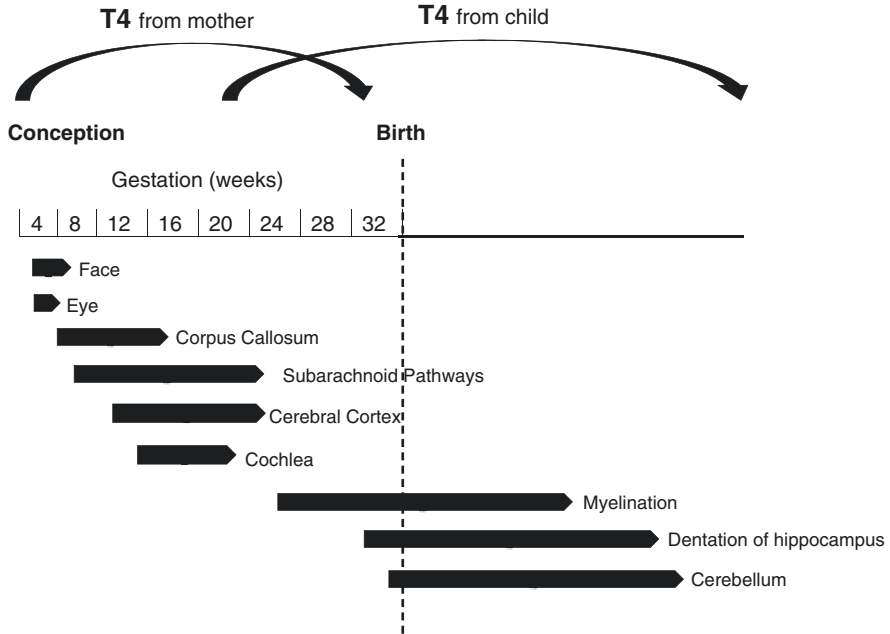 T4 from mother
T4 from child
Conception
Birth
Gestation (weeks)
4 8 12 16 20 24 28 32
Face
Eye
Corpus Callosum
Subarachnoid Pathways
Cerebral Cortex
Cochlea
Myelination
Dentation of hippocampus
Cerebellum